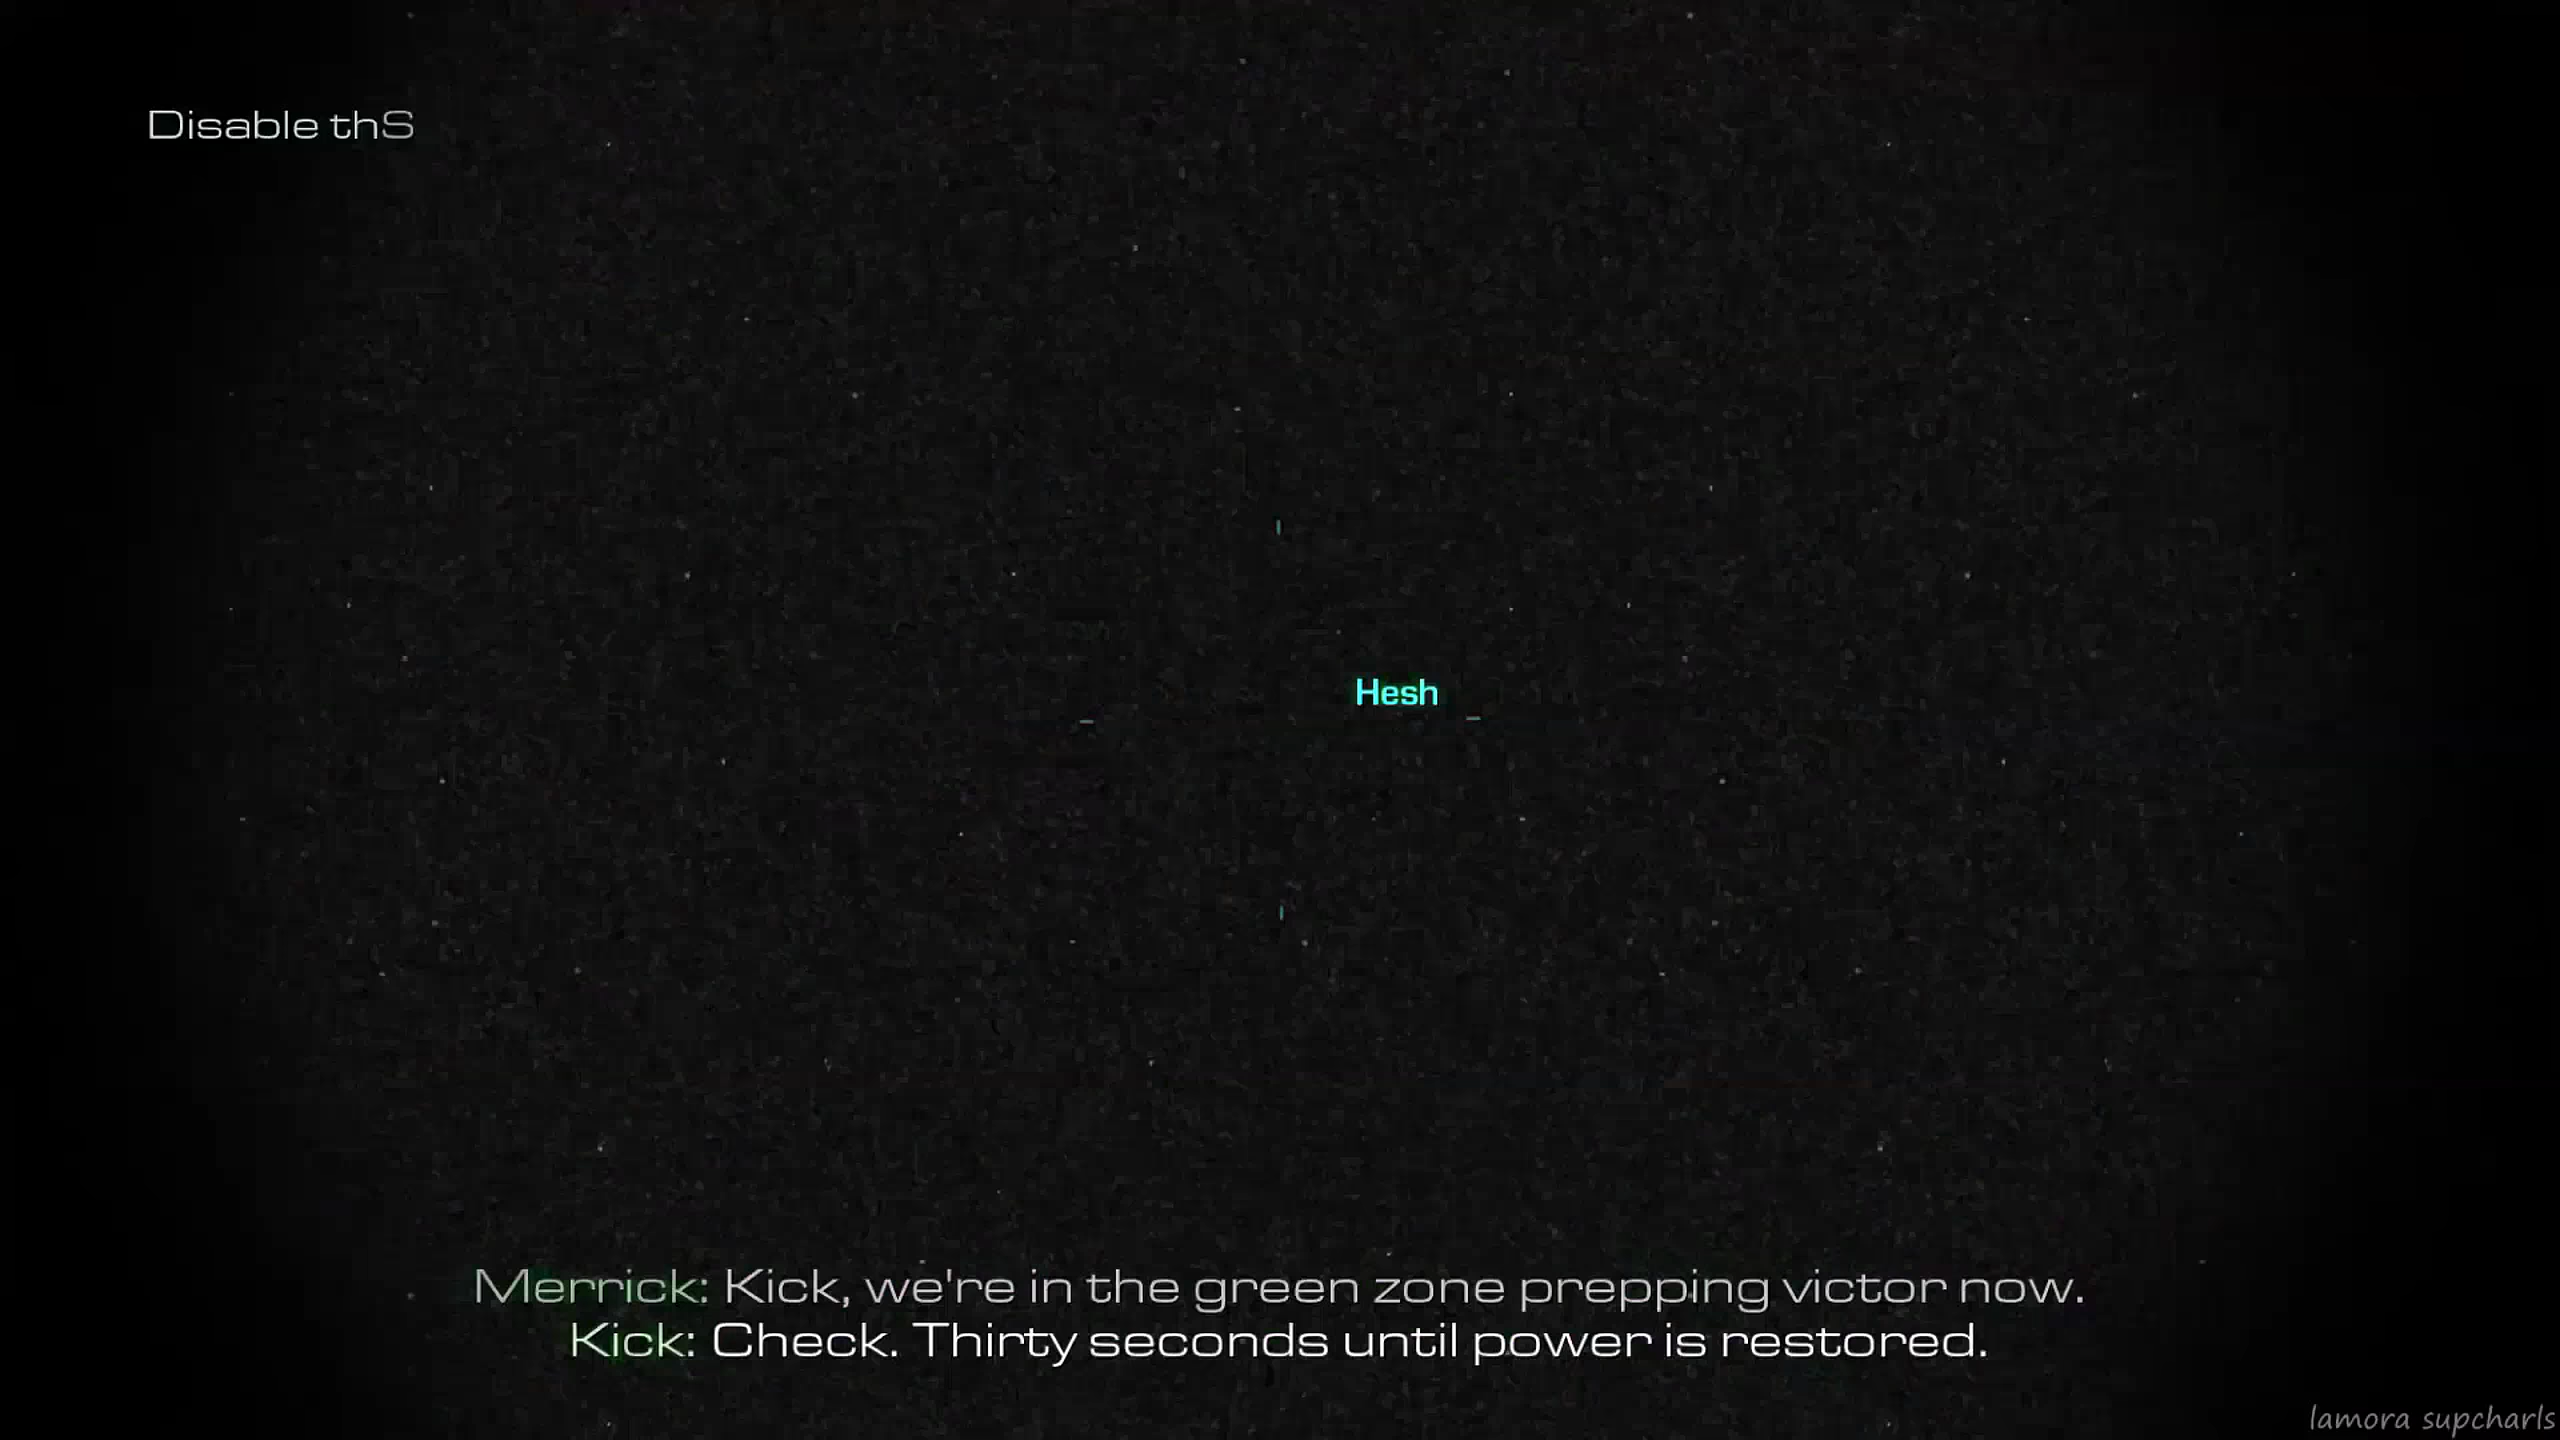 Disable thS
Hesh
Merrick: Kick, we're in the green zone prepping victor now.
Kick: Check. Thirty seconds until power is restored.
lamora supcharls